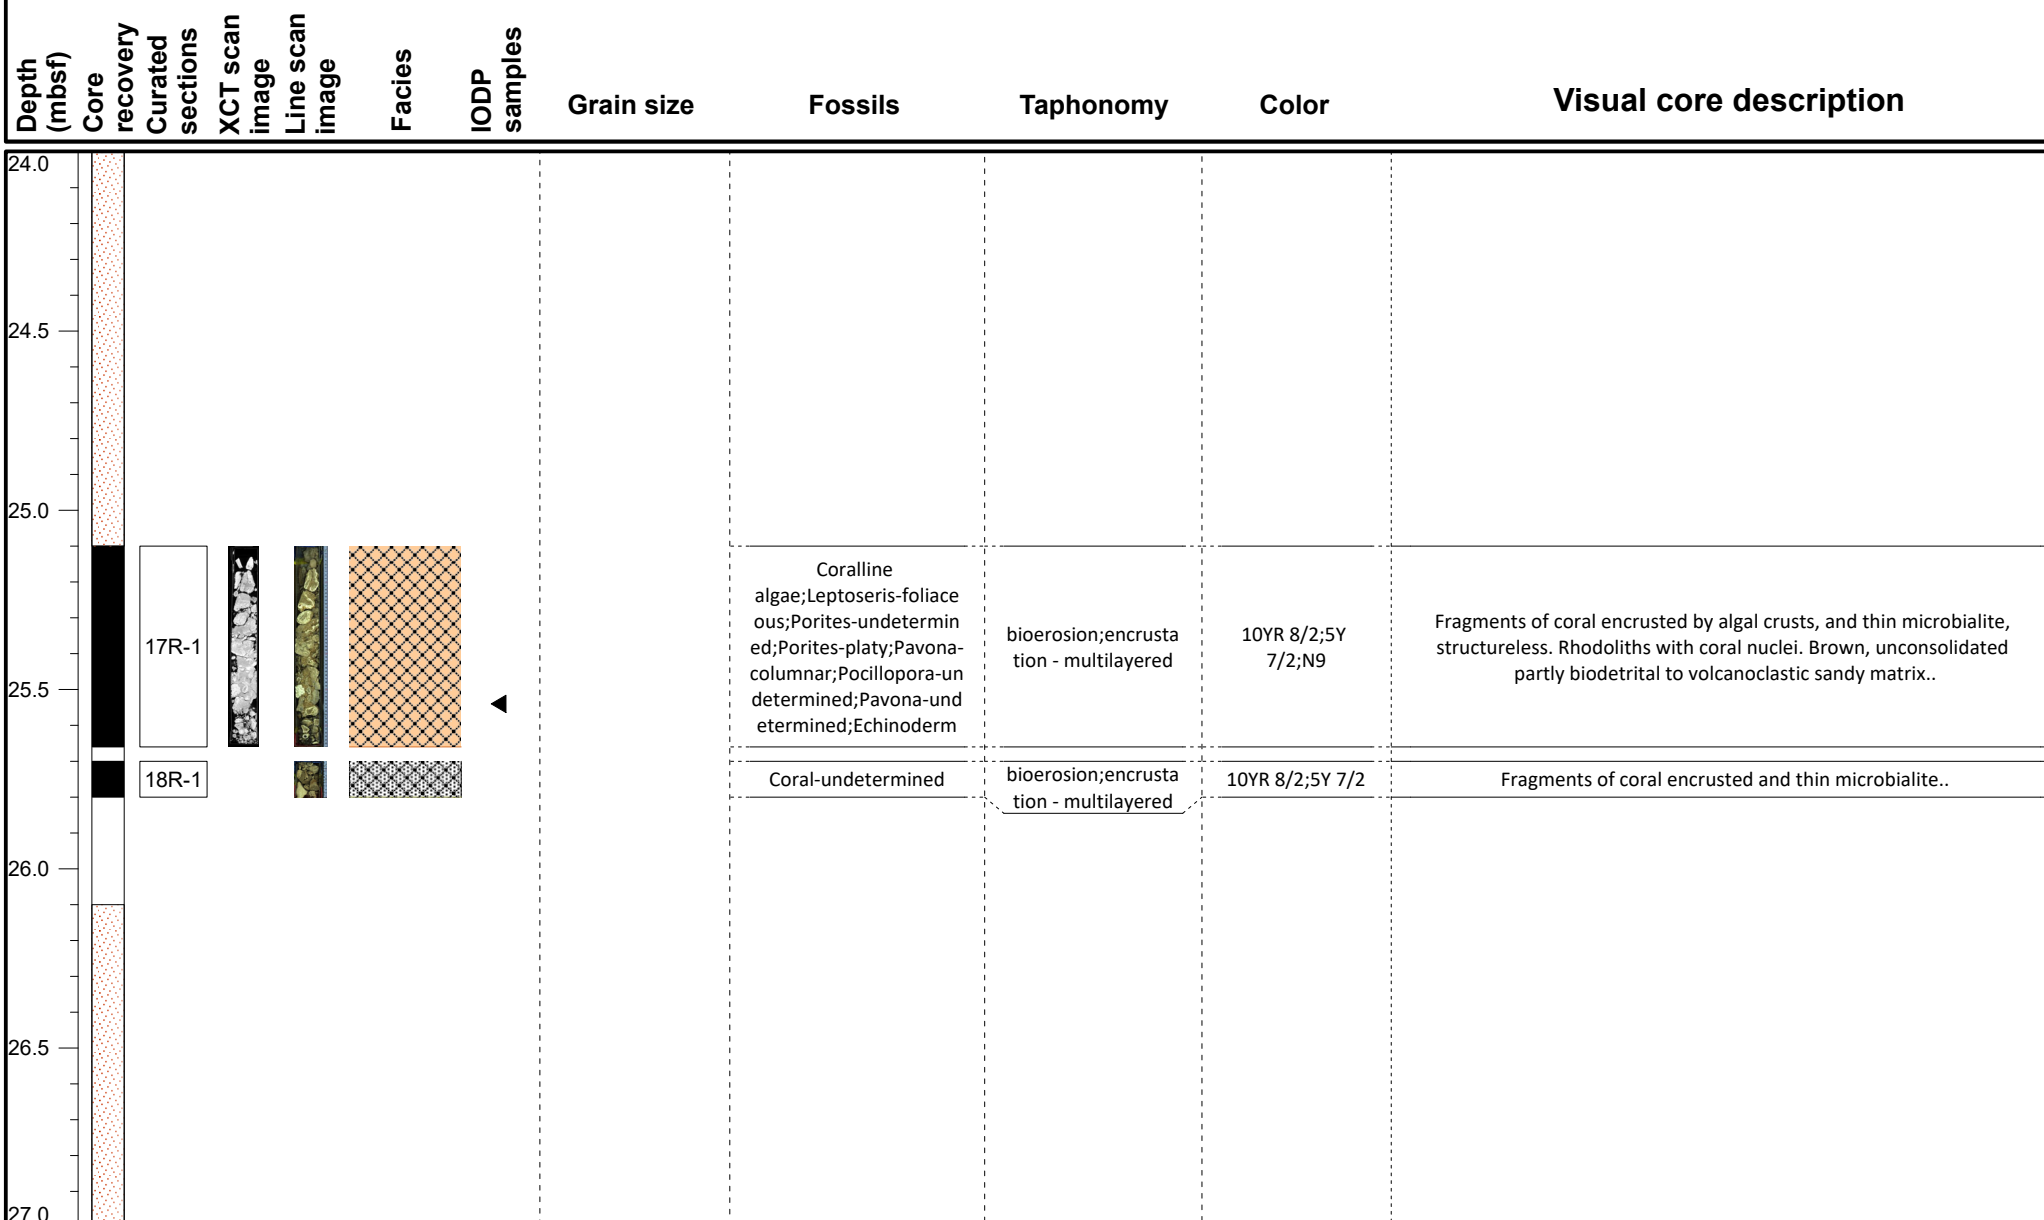 Depth
(mbsf)
Core
recovery
Curated
sections
XCT scan
image
Line scan
image
Facies
IODP
samples
Grain size
Fossils
Taphonomy
Color
Visual core description
24.0
24.5
25.0
17R-1
Coralline
algae;Leptoseris-foliace
ous;Porites-undetermin
ed;Porites-platy;Pavona-
columnar;Pocillopora-un
determined;Pavona-und
etermined;Echinoderm
bioerosion;encrusta
tion - multilayered
10YR 8/2;5Y
7/2;N9
Fragments of coral encrusted by algal crusts, and thin microbialite,
structureless. Rhodoliths with coral nuclei. Brown, unconsolidated
partly biodetrital to volcanoclastic sandy matrix..
25.5
18R-1
Coral-undetermined
bioerosion;encrusta
tion - multilayered
10YR 8/2;5Y 7/2
Fragments of coral encrusted and thin microbialite..
26.0
26.5
27.0